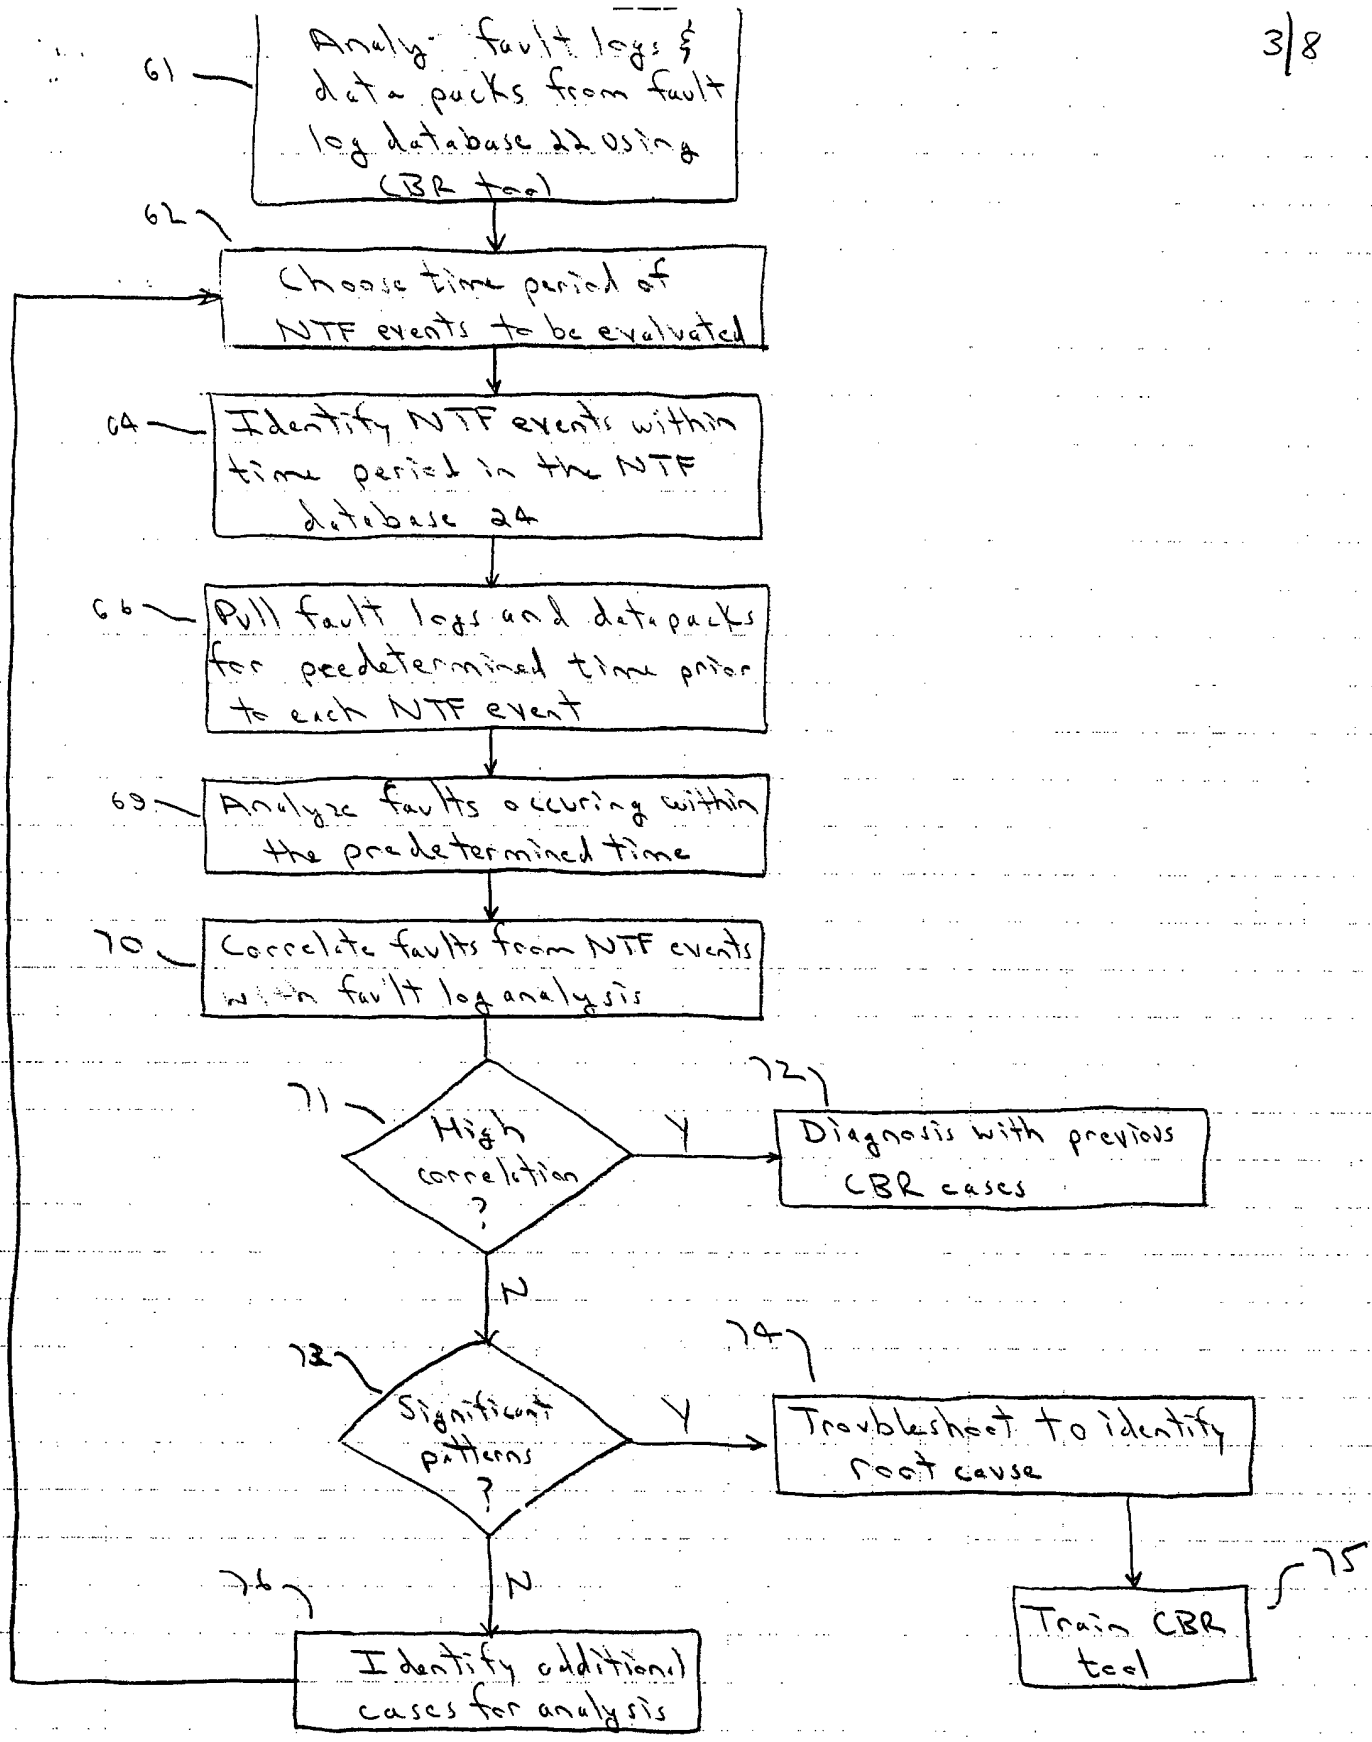 3/8
61
Analy fault logs &
data packs from fault
log database 22 using
CBR tool
62
Choose time period of
NTF events to be evaluated
64
Identify NTF events within
time period in the NTF
database 24
66
Pull fault logs and datapacks
for predetermined time prior
to each NTF event
69
Analyze faults occuring within
the predetermined time
70
Correlate faults from NTF events
with fault log analysis
71
High
correlation
?
Y
72
Diagnosis with previous
CBR cases
N
73
Significant
patterns
?
Y
74
Troubleshoot to identify
root cause
75
Train CBR
tool
N
76
Identify additional
cases for analysis